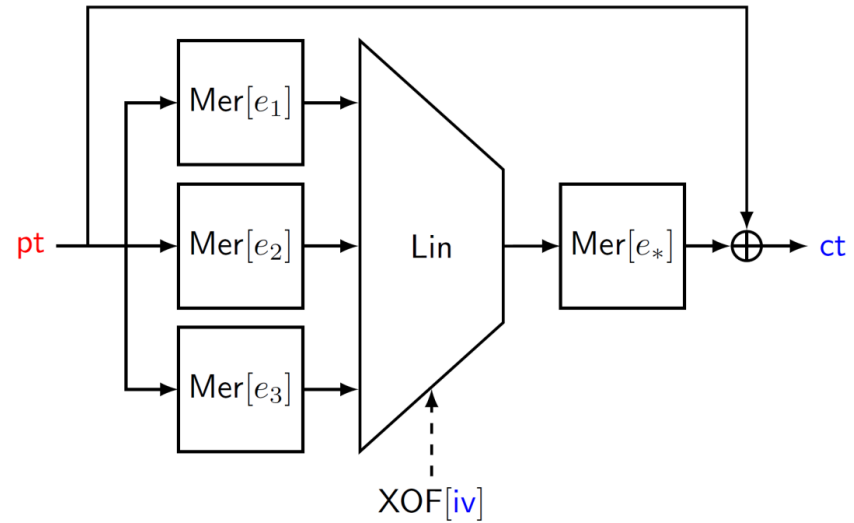 Mer[e₁]
pt
Mer[e₂]
Lin
Mer[e∗]
ct
Mer[e₃]
XOF[iv]